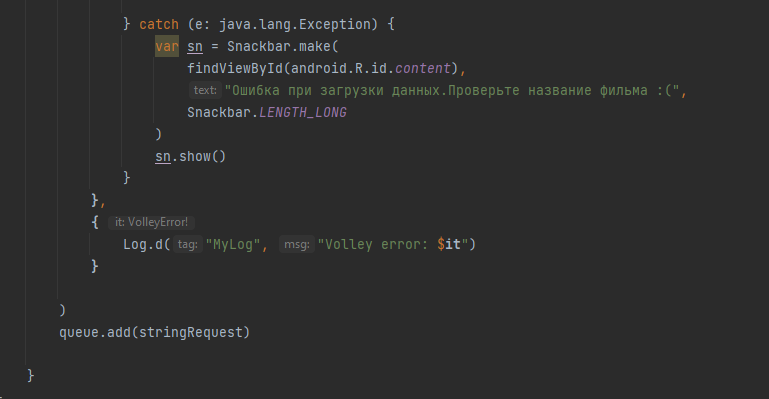 } catch (e: java.lang.Exception) {
var sn = Snackbar.make(
findViewById(android.R.id.content),
text: "Ошибка при загрузки данных.Проверьте название фильма :(",
Snackbar.LENGTH_LONG
)
sn.show()
}
},
{ it: VolleyError!
Log.d( tag: "MyLog", msg: "Volley error: $it")
}
)
queue.add(stringRequest)
}